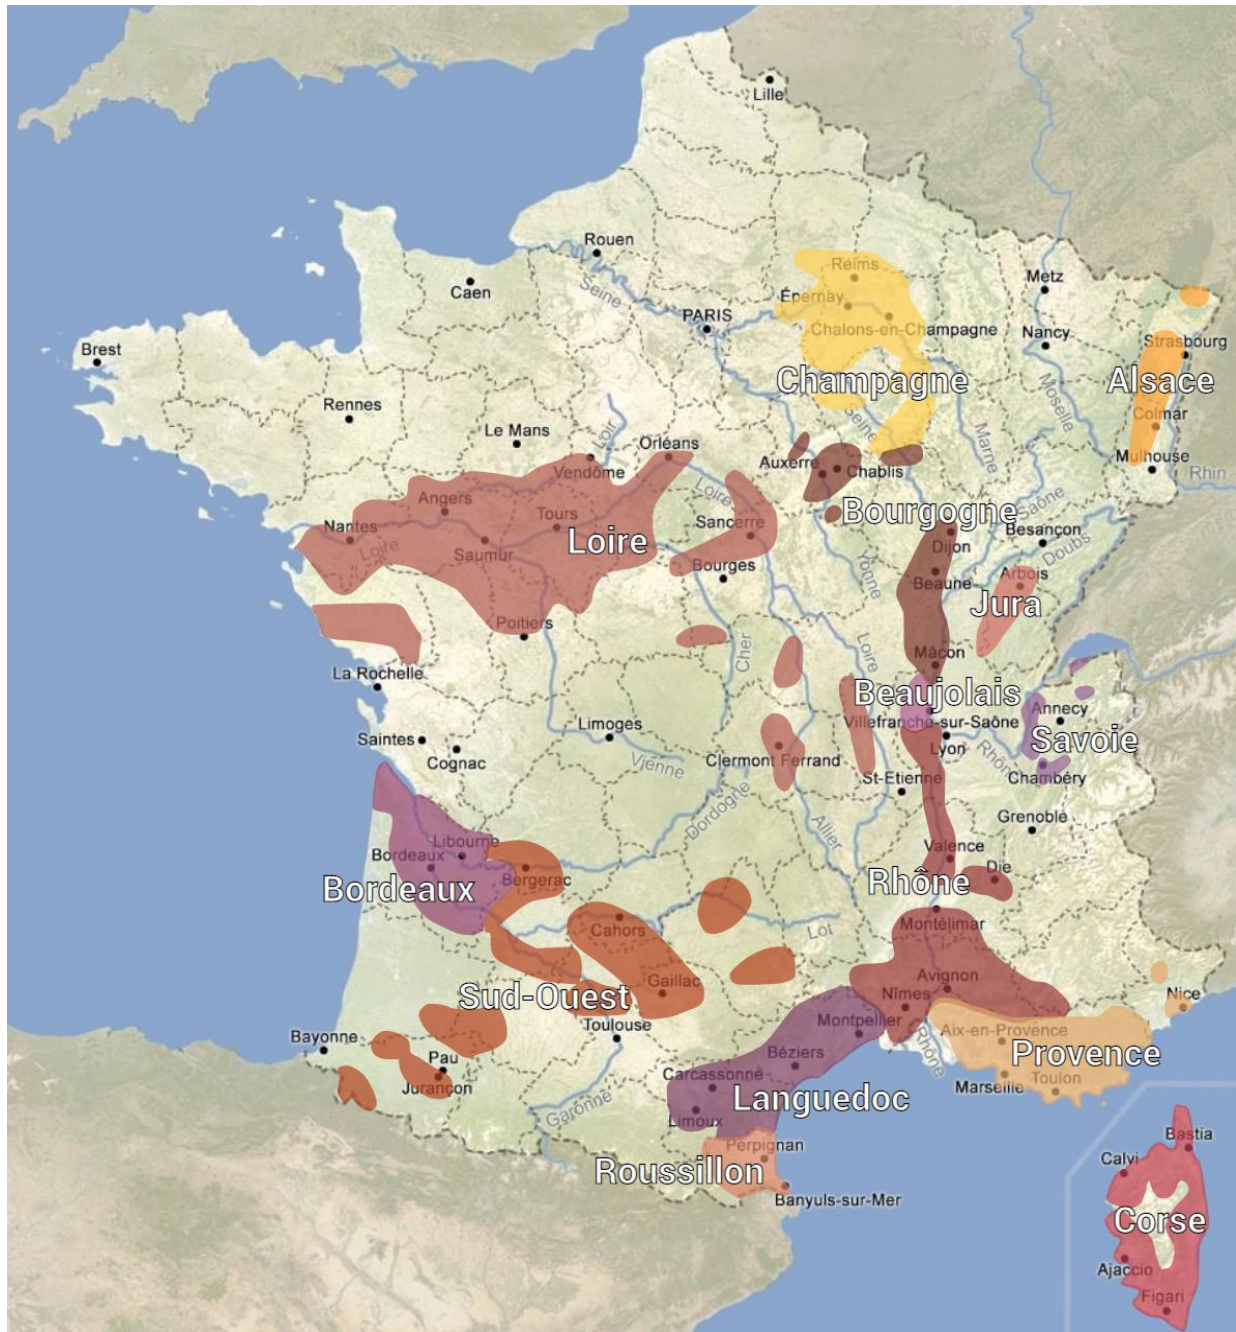 Lille
Rouen
Seine
Caen
PARIS
Reims
Épernay
Chalons-en-Champagne
Champagne
Metz
Nancy
Strasbourg
Alsace
Colmar
Mulhouse
Rhin
Moselle
Marne
Seine
Brest
Rennes
Le Mans
Loir
Orléans
Vendôme
Auxerre
Chablis
Bourgogne
Saône
Besançon
Doubs
Dijon
Angers
Loire
Nantes
Tours
Loire
Sancerre
Loire
Saumur
Bourges
Yonne
Beaune
Arbois
Jura
Poitiers
Cher
Loire
Mâcon
La Rochelle
Beaujolais
Villefranche-sur-Saône
Annecy
Savoie
Saintes
Cognac
Limoges
Vienne
Clermont Ferrand
Lyon
Rhône
Chambéry
St-Etienne
Dordogne
Allier
Grenoble
Libourne
Bordeaux
Bordeaux
Bergerac
Valence
Die
Rhône
Cahors
Lot
Montélimar
Gaillac
Sud-Ouest
Avignon
Nîmes
Nice
Toulouse
Montpellier
Aix-en-Provence
Provence
Rhône
Bayonne
Pau
Jurançon
Béziers
Carcassonne
Marseille
Toulon
Garonne
Limoux
Languedoc
Perpignan
Roussillon
Banyuls-sur-Mer
Bastia
Calvi
Corse
Ajaccio
Figari